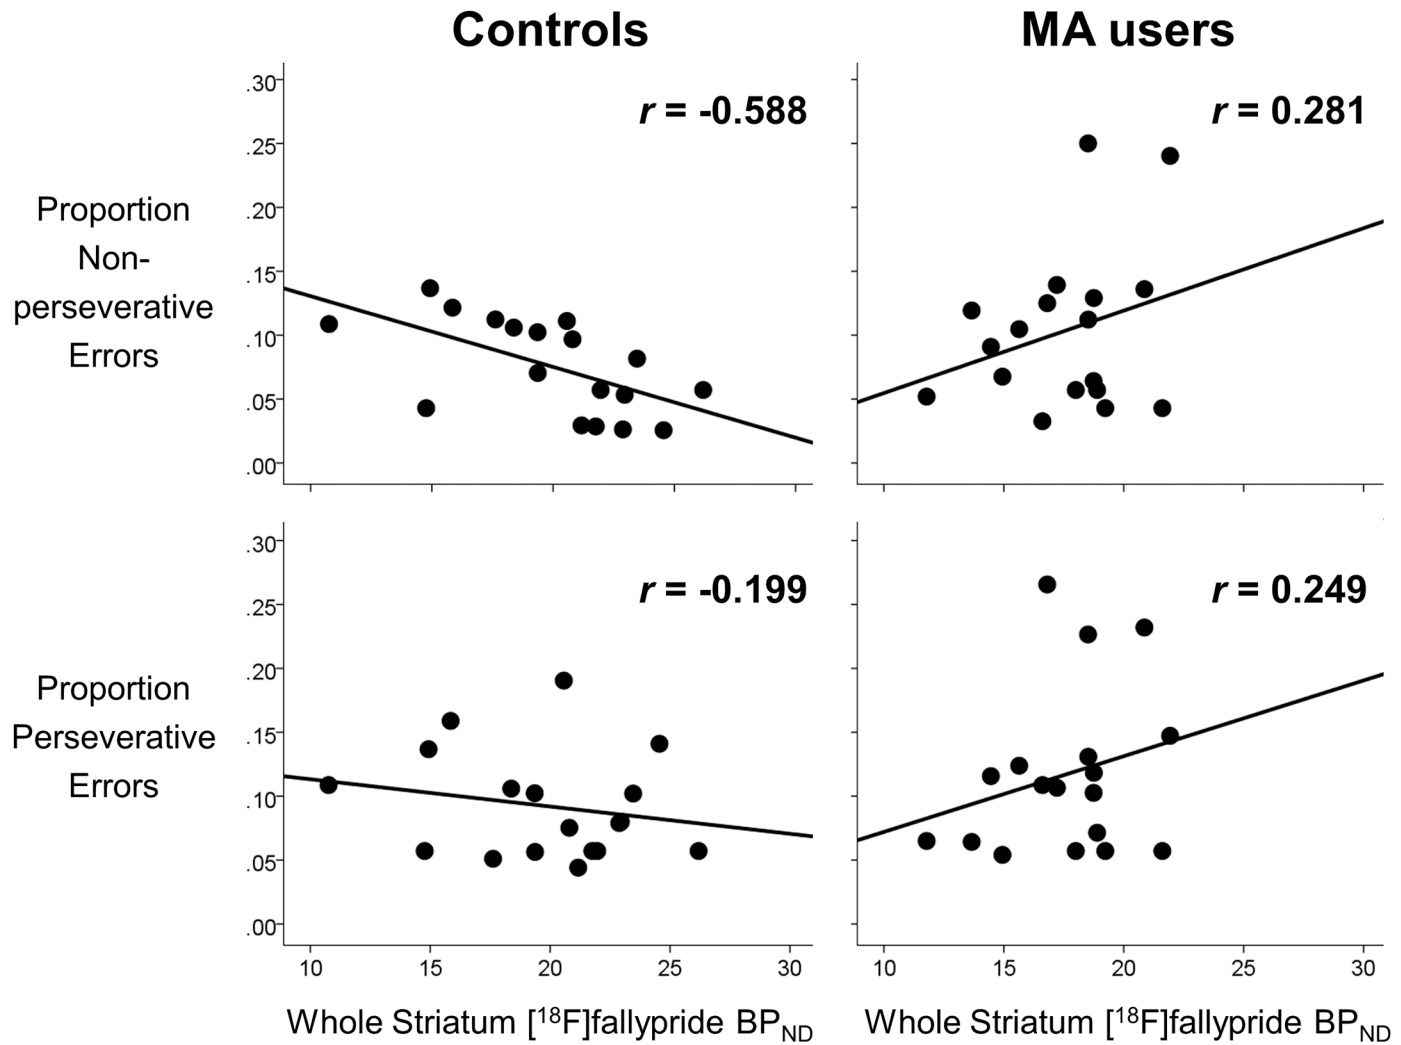 Controls
MA users
Proportion
Non-
perseverative
Errors
.30
.25
.20
.15
.10
.05
.00
r = -0.588
r = 0.281
Proportion
Perseverative
Errors
.30
.25
.20
.15
.10
.05
.00
r = -0.199
r = 0.249
10 15 20 25 30
10 15 20 25 30
Whole Striatum [¹⁸F]fallypride BP_ND
Whole Striatum [¹⁸F]fallypride BP_ND